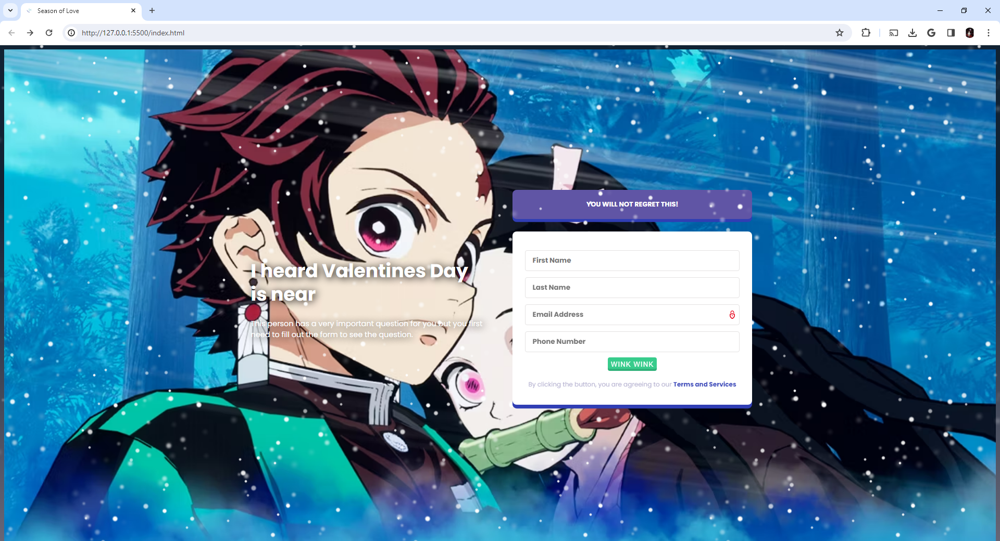 Season of Love
http://127.0.0.1:5500/index.html
I heard Valentines Day
is near
This person has a very important question for you but you first
need to fill out the form to see the question.
YOU WILL NOT REGRET THIS!
First Name
Last Name
Email Address
Phone Number
WINK WINK
By clicking the button, you are agreeing to our Terms and Services